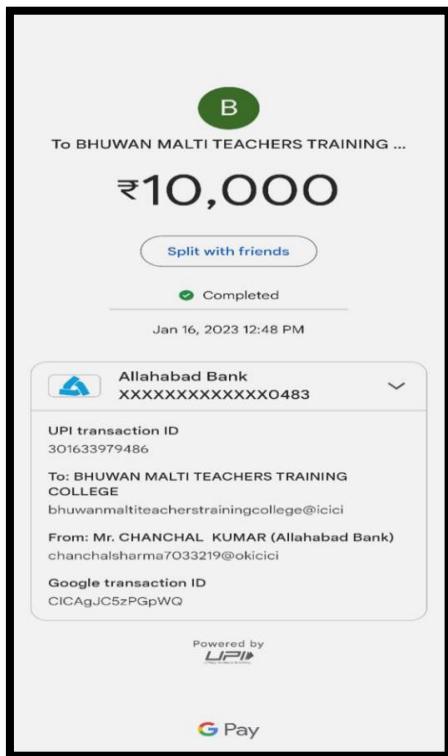 B
To BHUWAN MALTI TEACHERS TRAINING ...
₹10,000
Split with friends
Completed
Jan 16, 2023 12:48 PM
Allahabad Bank
XXXXXXXXXXXXX0483
UPI transaction ID
301633979486
To: BHUWAN MALTI TEACHERS TRAINING
COLLEGE
bhuwanmaltiteacherstrainingcollege@icici
From: Mr. CHANCHAL KUMAR (Allahabad Bank)
chanchalsharma7033219@okicici
Google transaction ID
CICAgJC5zPGpWQ
Powered by
UPI
G Pay